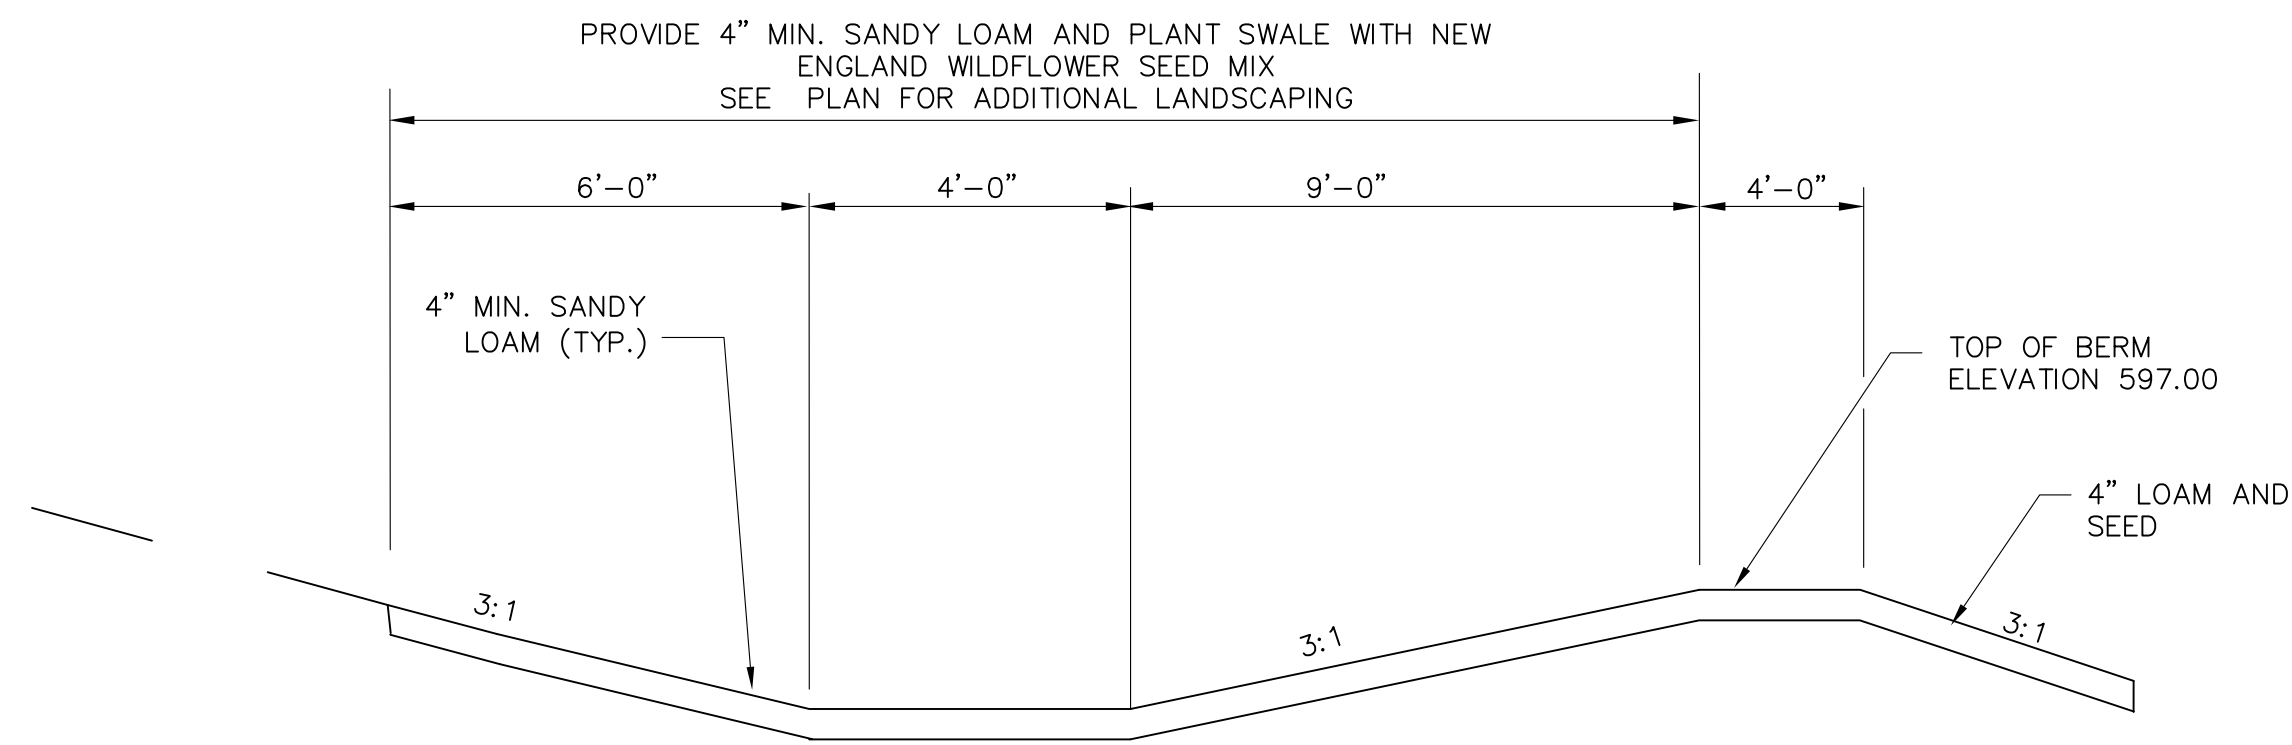 PROVIDE 4" MIN. SANDY LOAM AND PLANT SWALE WITH NEW
ENGLAND WILDFLOWER SEED MIX
SEE PLAN FOR ADDITIONAL LANDSCAPING
6'-0"
4'-0"
9'-0"
4'-0"
4" MIN. SANDY
LOAM (TYP.)
TOP OF BERM
ELEVATION 597.00
4" LOAM AND
SEED
3:1
3:1
3:1